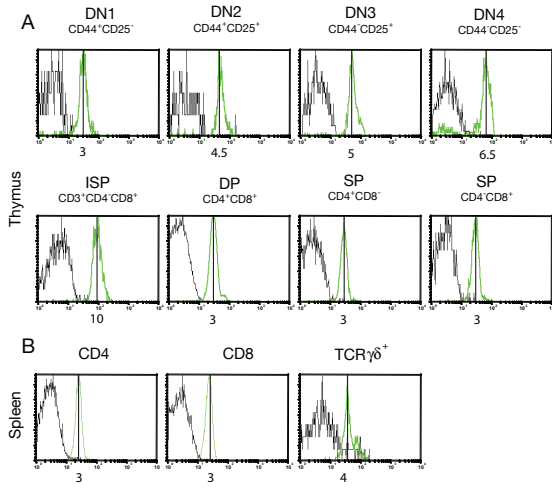 A
DN1 DN2 DN3 DN4
CD44⁺CD25⁻ CD44⁺CD25⁺ CD44⁻CD25⁺ CD44⁻CD25⁻
3 4.5 5 6.5
Thymus
ISP DP SP SP
CD3⁺CD4⁻CD8⁺ CD4⁺CD8⁺ CD4⁺CD8⁻ CD4⁻CD8⁺
10 3 3 3
B
CD4 CD8 TCRγδ⁺
Spleen
3 3 4